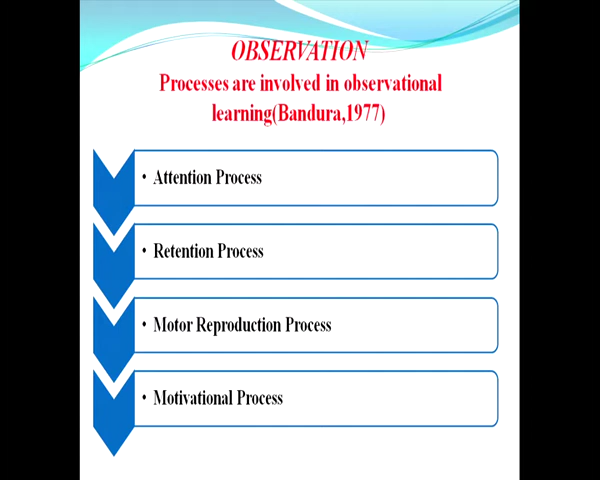 OBSERVATION
Processes are involved in observational
learning(Bandura,1977)
• Attention Process
• Retention Process
• Motor Reproduction Process
• Motivational Process